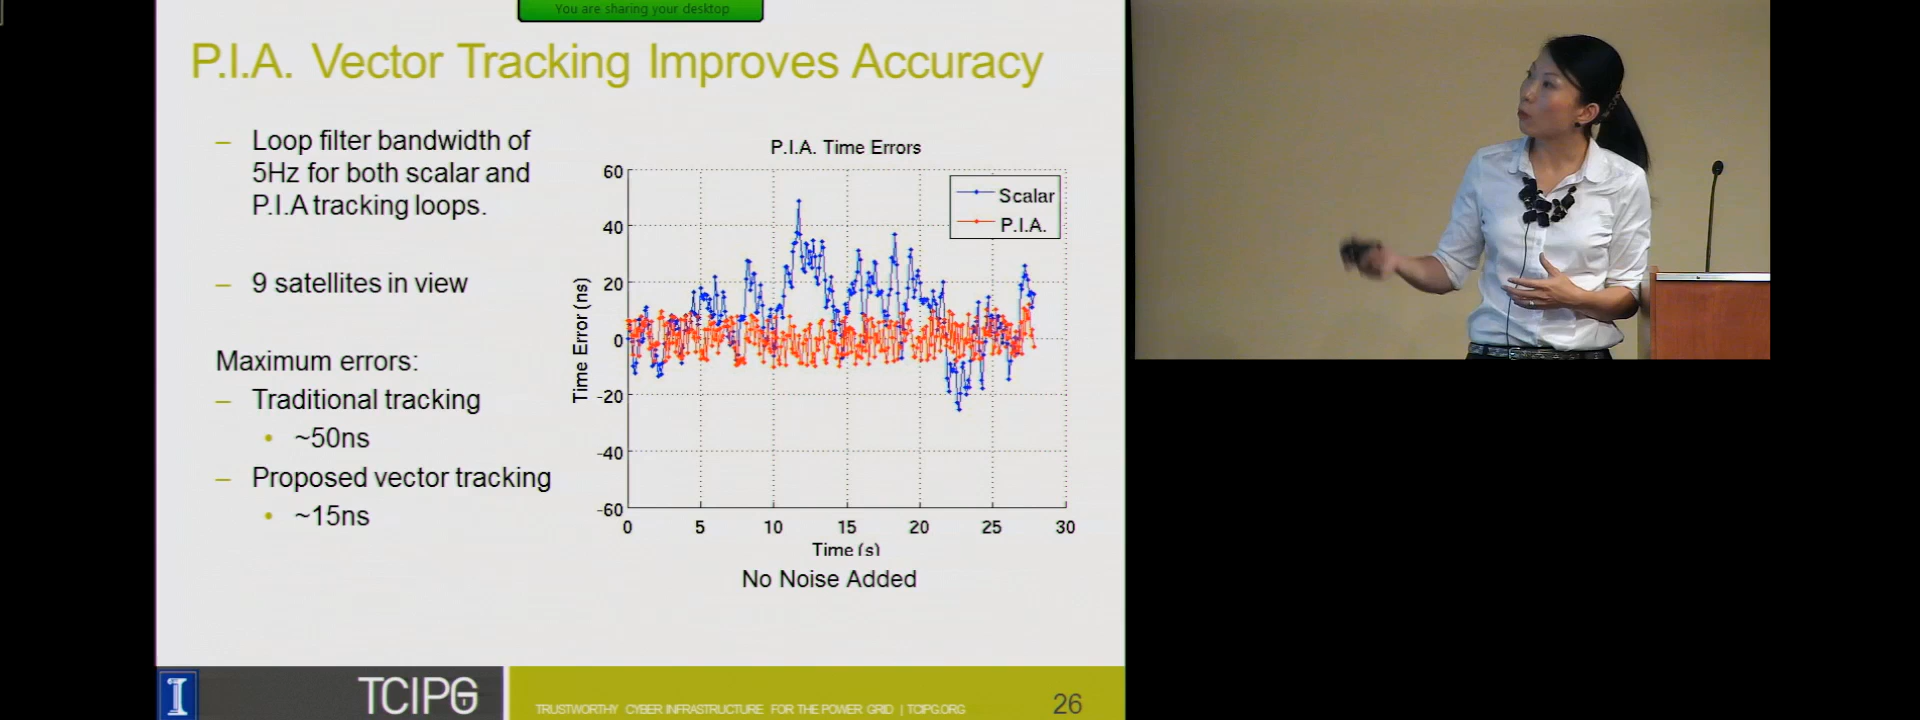 You are sharing your desktop
P.I.A. Vector Tracking Improves Accuracy
– Loop filter bandwidth of
5Hz for both scalar and
P.I.A tracking loops.
– 9 satellites in view
Maximum errors:
– Traditional tracking
• ~50ns
– Proposed vector tracking
• ~15ns
P.I.A. Time Errors
Scalar
P.I.A.
Time Error (ns)
60
40
20
0
-20
-40
-60
0 5 10 15 20 25 30
Time (s)
No Noise Added
I
TCIPG
TRUSTWORTHY CYBER INFRASTRUCTURE FOR THE POWER GRID | TCIPG.ORG
26